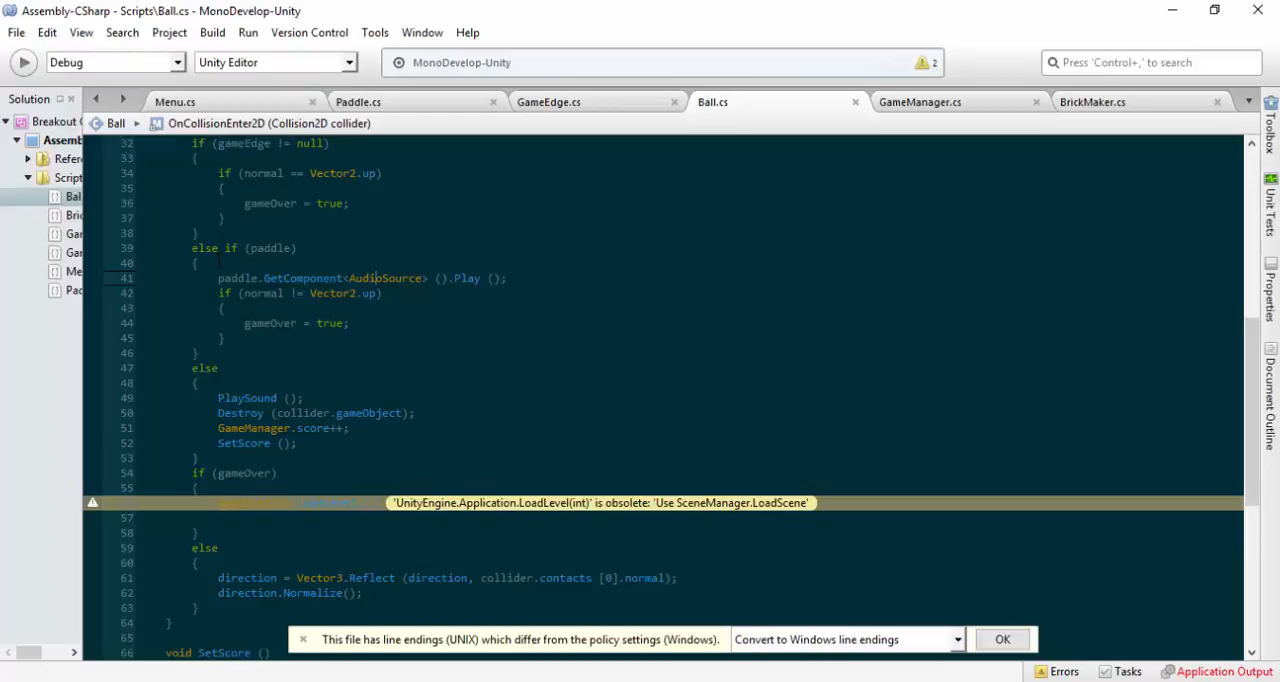 Assembly-CSharp - Scripts\Ball.cs - MonoDevelop-Unity
File Edit View Search Project Build Run Version Control Tools Window Help
Debug Unity Editor MonoDevelop-Unity 2 Press 'Control+,' to search
Solution Menu.cs Paddle.cs GameEdge.cs Ball.cs GameManager.cs BrickMaker.cs
Breakout Ball OnCollisionEnter2D (Collision2D collider)
Assemb
Refere
Script
Bal
Bric
Gar
Gar
Me
Pac
32 if (gameEdge != null)
33 {
34 if (normal == Vector2.up)
35 {
36 gameOver = true;
37 }
38 }
39 else if (paddle)
40 {
41 paddle.GetComponent<AudioSource> ().Play ();
42 if (normal != Vector2.up)
43 {
44 gameOver = true;
45 }
46 }
47 else
48 {
49 PlaySound ();
50 Destroy (collider.gameObject);
51 GameManager.score++;
52 SetScore ();
53 }
54 if (gameOver)
55 {
'UnityEngine.Application.LoadLevel(int)' is obsolete: 'Use SceneManager.LoadScene'
57
58 }
59 else
60 {
61 direction = Vector3.Reflect (direction, collider.contacts [0].normal);
62 direction.Normalize();
63 }
64 }
65
66 void SetScore ()
This file has line endings (UNIX) which differ from the policy settings (Windows). Convert to Windows line endings OK
Toolbox
Unit Tests
Properties
Document Outline
Errors Tasks Application Output